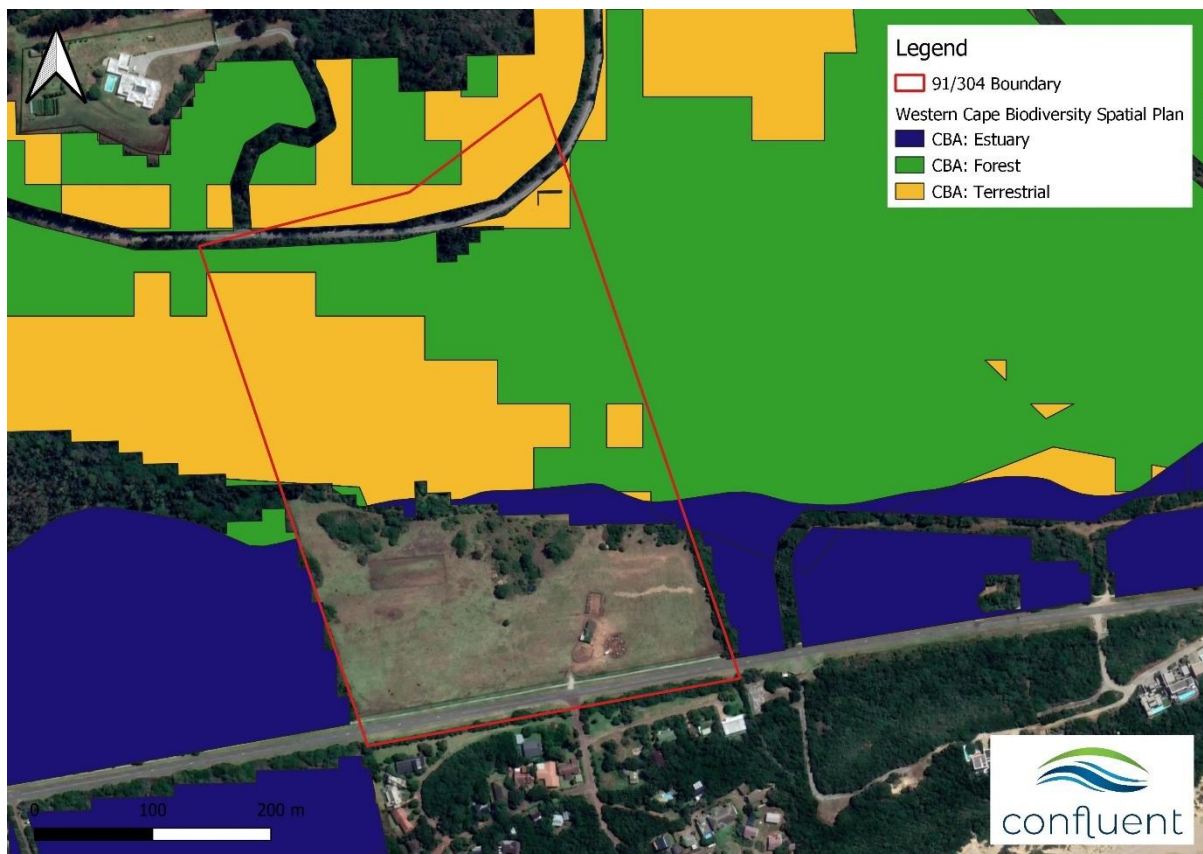 Legend
91/304 Boundary
Western Cape Biodiversity Spatial Plan
CBA: Estuary
CBA: Forest
CBA: Terrestrial
0 100 200 m
confluent